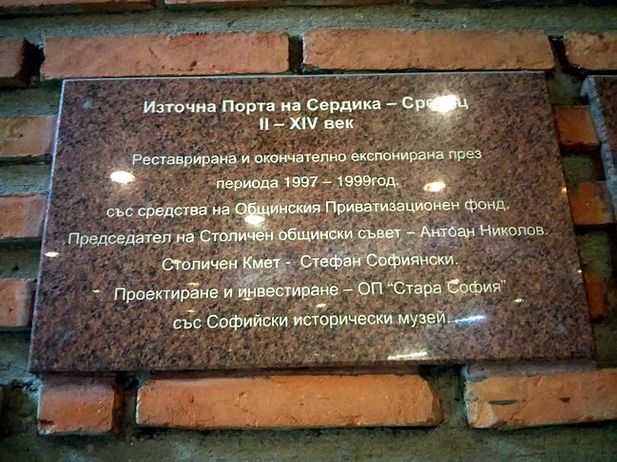 Източна Порта на Сердика – Средец
II – XIV век
Реставрирана и окончателно експонирана през
периода 1997 – 1999год.
със средства на Общинския Приватизационен фонд.
Председател на Столичен общински съвет – Антоан Николов.
Столичен Кмет - Стефан Софиянски.
Проектиране и инвестиране – ОП “Стара София”
със Софийски исторически музей.